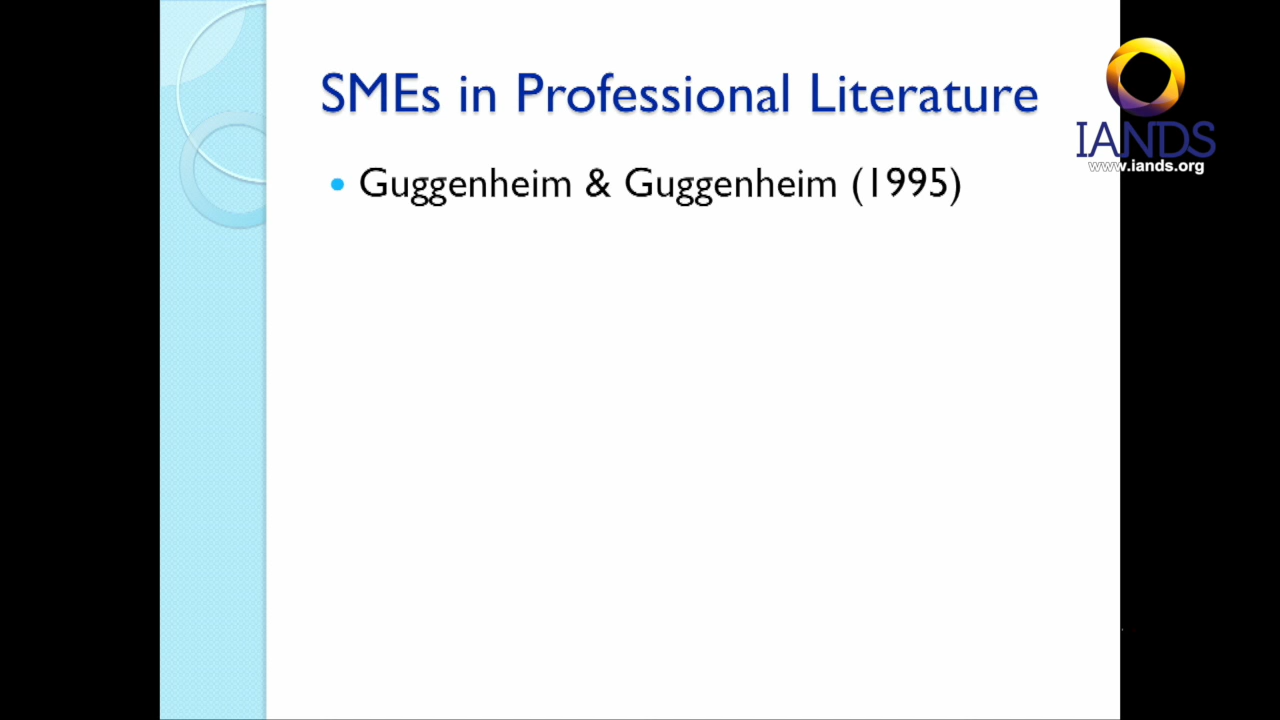 SMEs in Professional Literature
IANDS
www.iands.org
• Guggenheim & Guggenheim (1995)